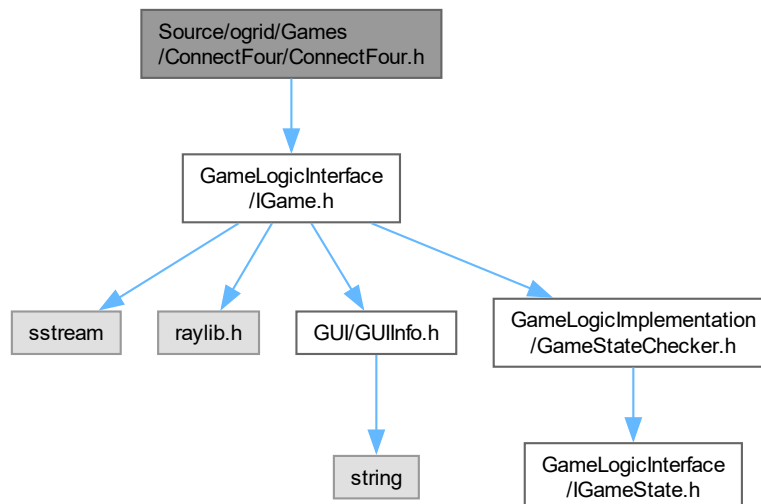 Source/ogrid/Games
/ConnectFour/ConnectFour.h
GameLogicInterface
/IGame.h
sstream
raylib.h
GUI/GUIInfo.h
GameLogicImplementation
/GameStateChecker.h
string
GameLogicInterface
/IGameState.h